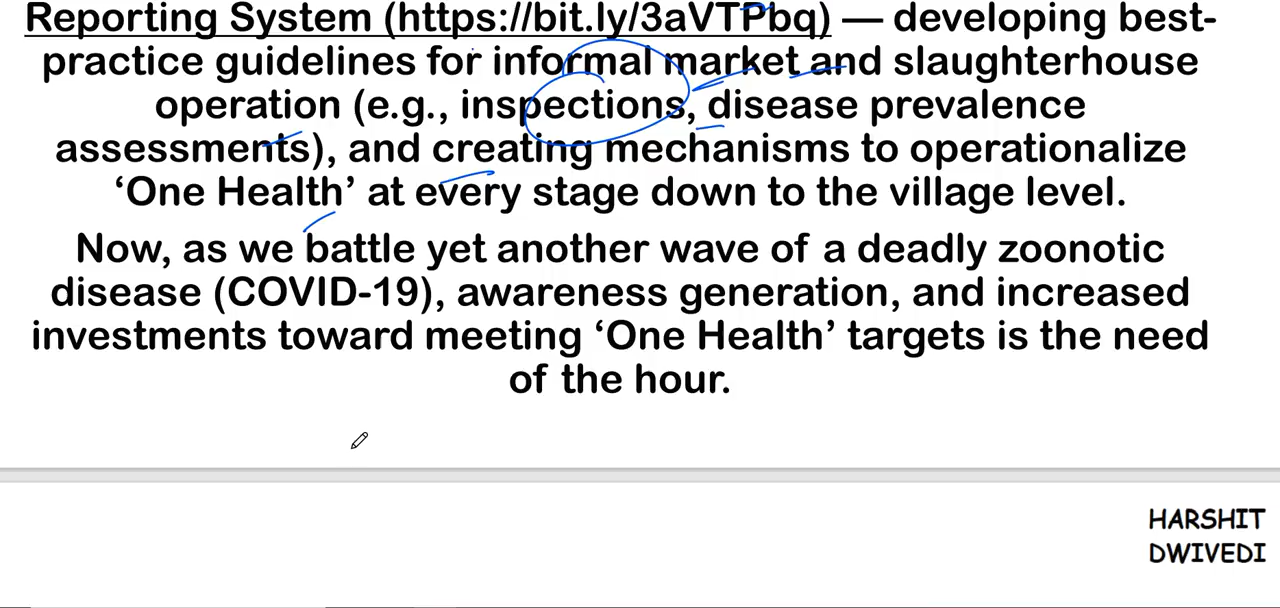 Reporting System (https://bit.ly/3aVTPbq) — developing best-
practice guidelines for informal market and slaughterhouse
operation (e.g., inspections, disease prevalence
assessments), and creating mechanisms to operationalize
‘One Health’ at every stage down to the village level.
Now, as we battle yet another wave of a deadly zoonotic
disease (COVID-19), awareness generation, and increased
investments toward meeting ‘One Health’ targets is the need
of the hour.
HARSHIT
DWIVEDI